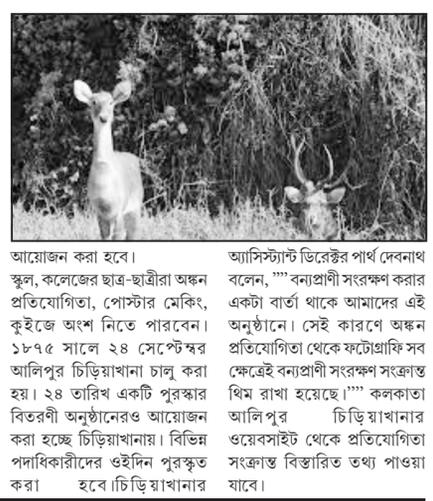 আয়োজন করা হবে।
স্কুল, কলেজের ছাত্র-ছাত্রীরা অঙ্কন
প্রতিযোগিতা, পোস্টার মেকিং,
কুইজে অংশ নিতে পারবেন।
১৮৭৫ সালে ২৪ সেপ্টেম্বর
আলিপুর চিড়িয়াখানা চালু করা
হয়। ২৪ তারিখ একটি পুরস্কার
বিতরণী অনুষ্ঠানেরও আয়োজন
করা হচ্ছে চিড়িয়াখানায়। বিভিন্ন
পদাধিকারীদের ওইদিন পুরস্কৃত
করা হবে।চিড়িয়াখানার
অ্যাসিস্ট্যান্ট ডিরেক্টর পার্থ দেবনাথ
বলেন, ””বন্যপ্রাণী সংরক্ষণ করার
একটা বার্তা থাকে আমাদের এই
অনুষ্ঠানে। সেই কারণে অঙ্কন
প্রতিযোগিতা থেকে ফটোগ্রাফি সব
ক্ষেত্রেই বন্যপ্রাণী সংরক্ষণ সংক্রান্ত
থিম রাখা হয়েছে।”” কলকাতা
আলিপুর চিড়িয়াখানার
ওয়েবসাইট থেকে প্রতিযোগিতা
সংক্রান্ত বিস্তারিত তথ্য পাওয়া
যাবে।